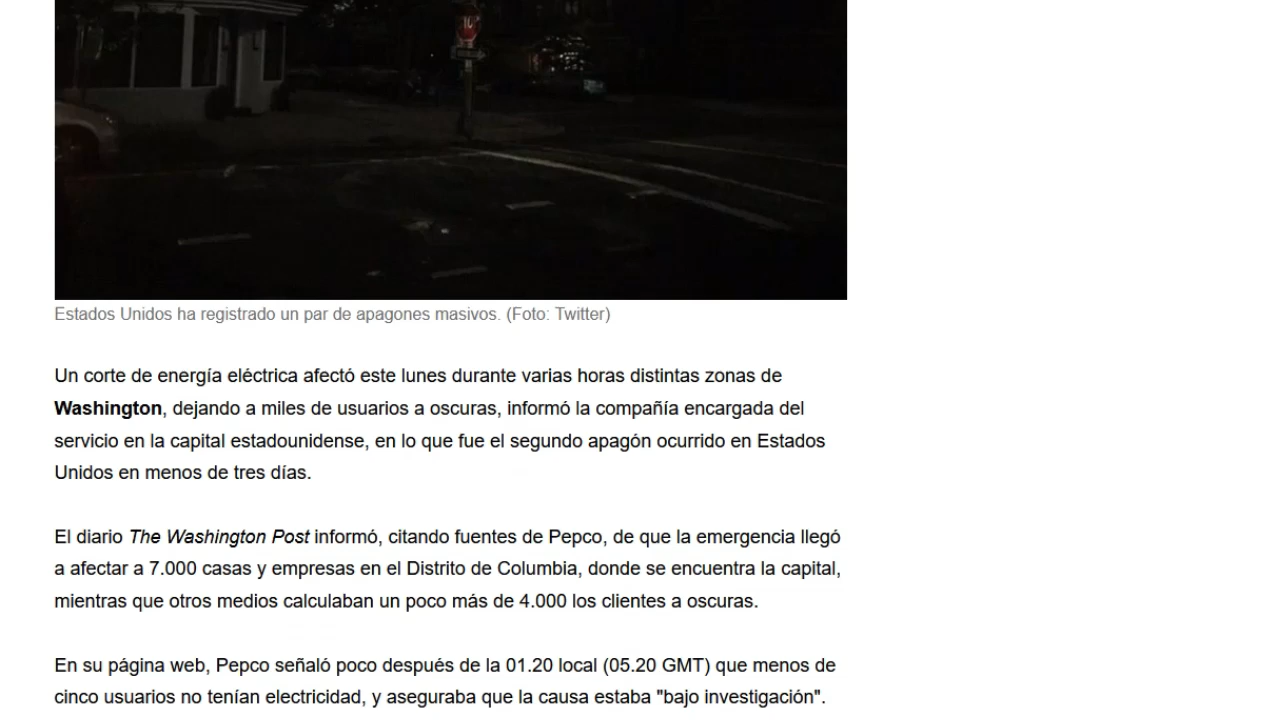 Estados Unidos ha registrado un par de apagones masivos. (Foto: Twitter)
Un corte de energía eléctrica afectó este lunes durante varias horas distintas zonas de
Washington, dejando a miles de usuarios a oscuras, informó la compañía encargada del
servicio en la capital estadounidense, en lo que fue el segundo apagón ocurrido en Estados
Unidos en menos de tres días.
El diario The Washington Post informó, citando fuentes de Pepco, de que la emergencia llegó
a afectar a 7.000 casas y empresas en el Distrito de Columbia, donde se encuentra la capital,
mientras que otros medios calculaban un poco más de 4.000 los clientes a oscuras.
En su página web, Pepco señaló poco después de la 01.20 local (05.20 GMT) que menos de
cinco usuarios no tenían electricidad, y aseguraba que la causa estaba "bajo investigación".